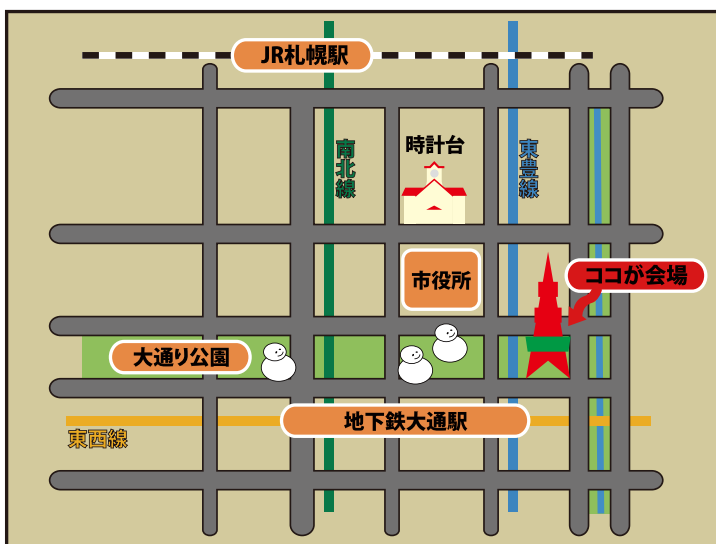 JR札幌駅
南北線
時計台
東豊線
市役所
ココが会場
大通り公園
地下鉄大通駅
東西線